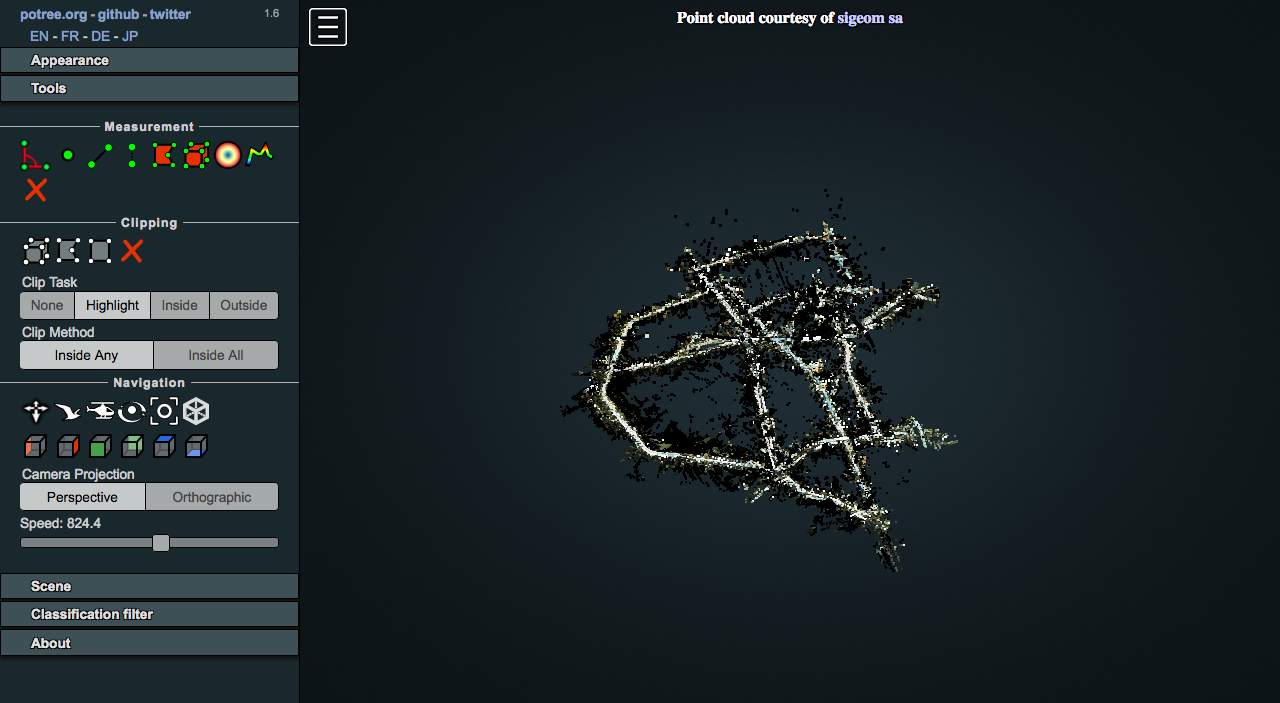 potree.org - github - twitter 1.6
EN - FR - DE - JP
Appearance
Tools
Measurement
Clipping
Clip Task
None Highlight Inside Outside
Clip Method
Inside Any Inside All
Navigation
Camera Projection
Perspective Orthographic
Speed: 824.4
Scene
Classification filter
About
Point cloud courtesy of sigeom sa